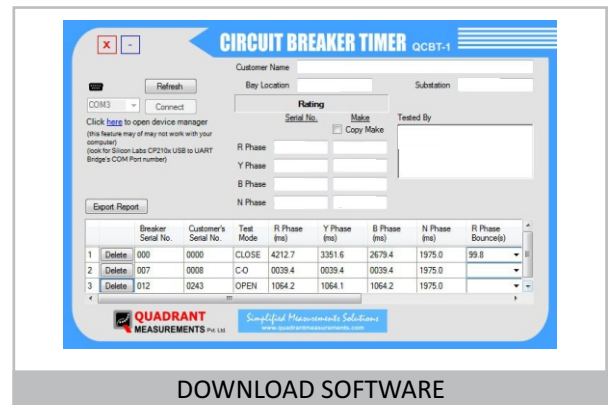 X -
CIRCUIT BREAKER TIMER QCBT-1
Customer Name
Refresh
Bay Location
Substation
COM3
Connect
Rating
Click here to open device manager
Serial No.
Make
Tested By
(this feature may of may not work with your computer)
Copy Make
(look for Silicon Labs CP210x USB to UART Bridge's COM Port number)
R Phase
Y Phase
B Phase
N Phase
Export Report
Breaker Serial No. Customer's Serial No. Test Mode R Phase (ms) Y Phase (ms) B Phase (ms) N Phase (ms) R Phase Bounce(s)
1 Delete 000 0000 CLOSE 4212.7 3351.6 2679.4 1975.0 99.8
2 Delete 007 0008 C-O 0039.4 0039.4 0039.4 1975.0
3 Delete 012 0243 OPEN 1064.2 1064.1 1064.2 1975.0
QUADRANT
MEASUREMENTS Pvt. Ltd.
Simplified Measurements Solutions
www.quadrantmeasurements.com
DOWNLOAD SOFTWARE